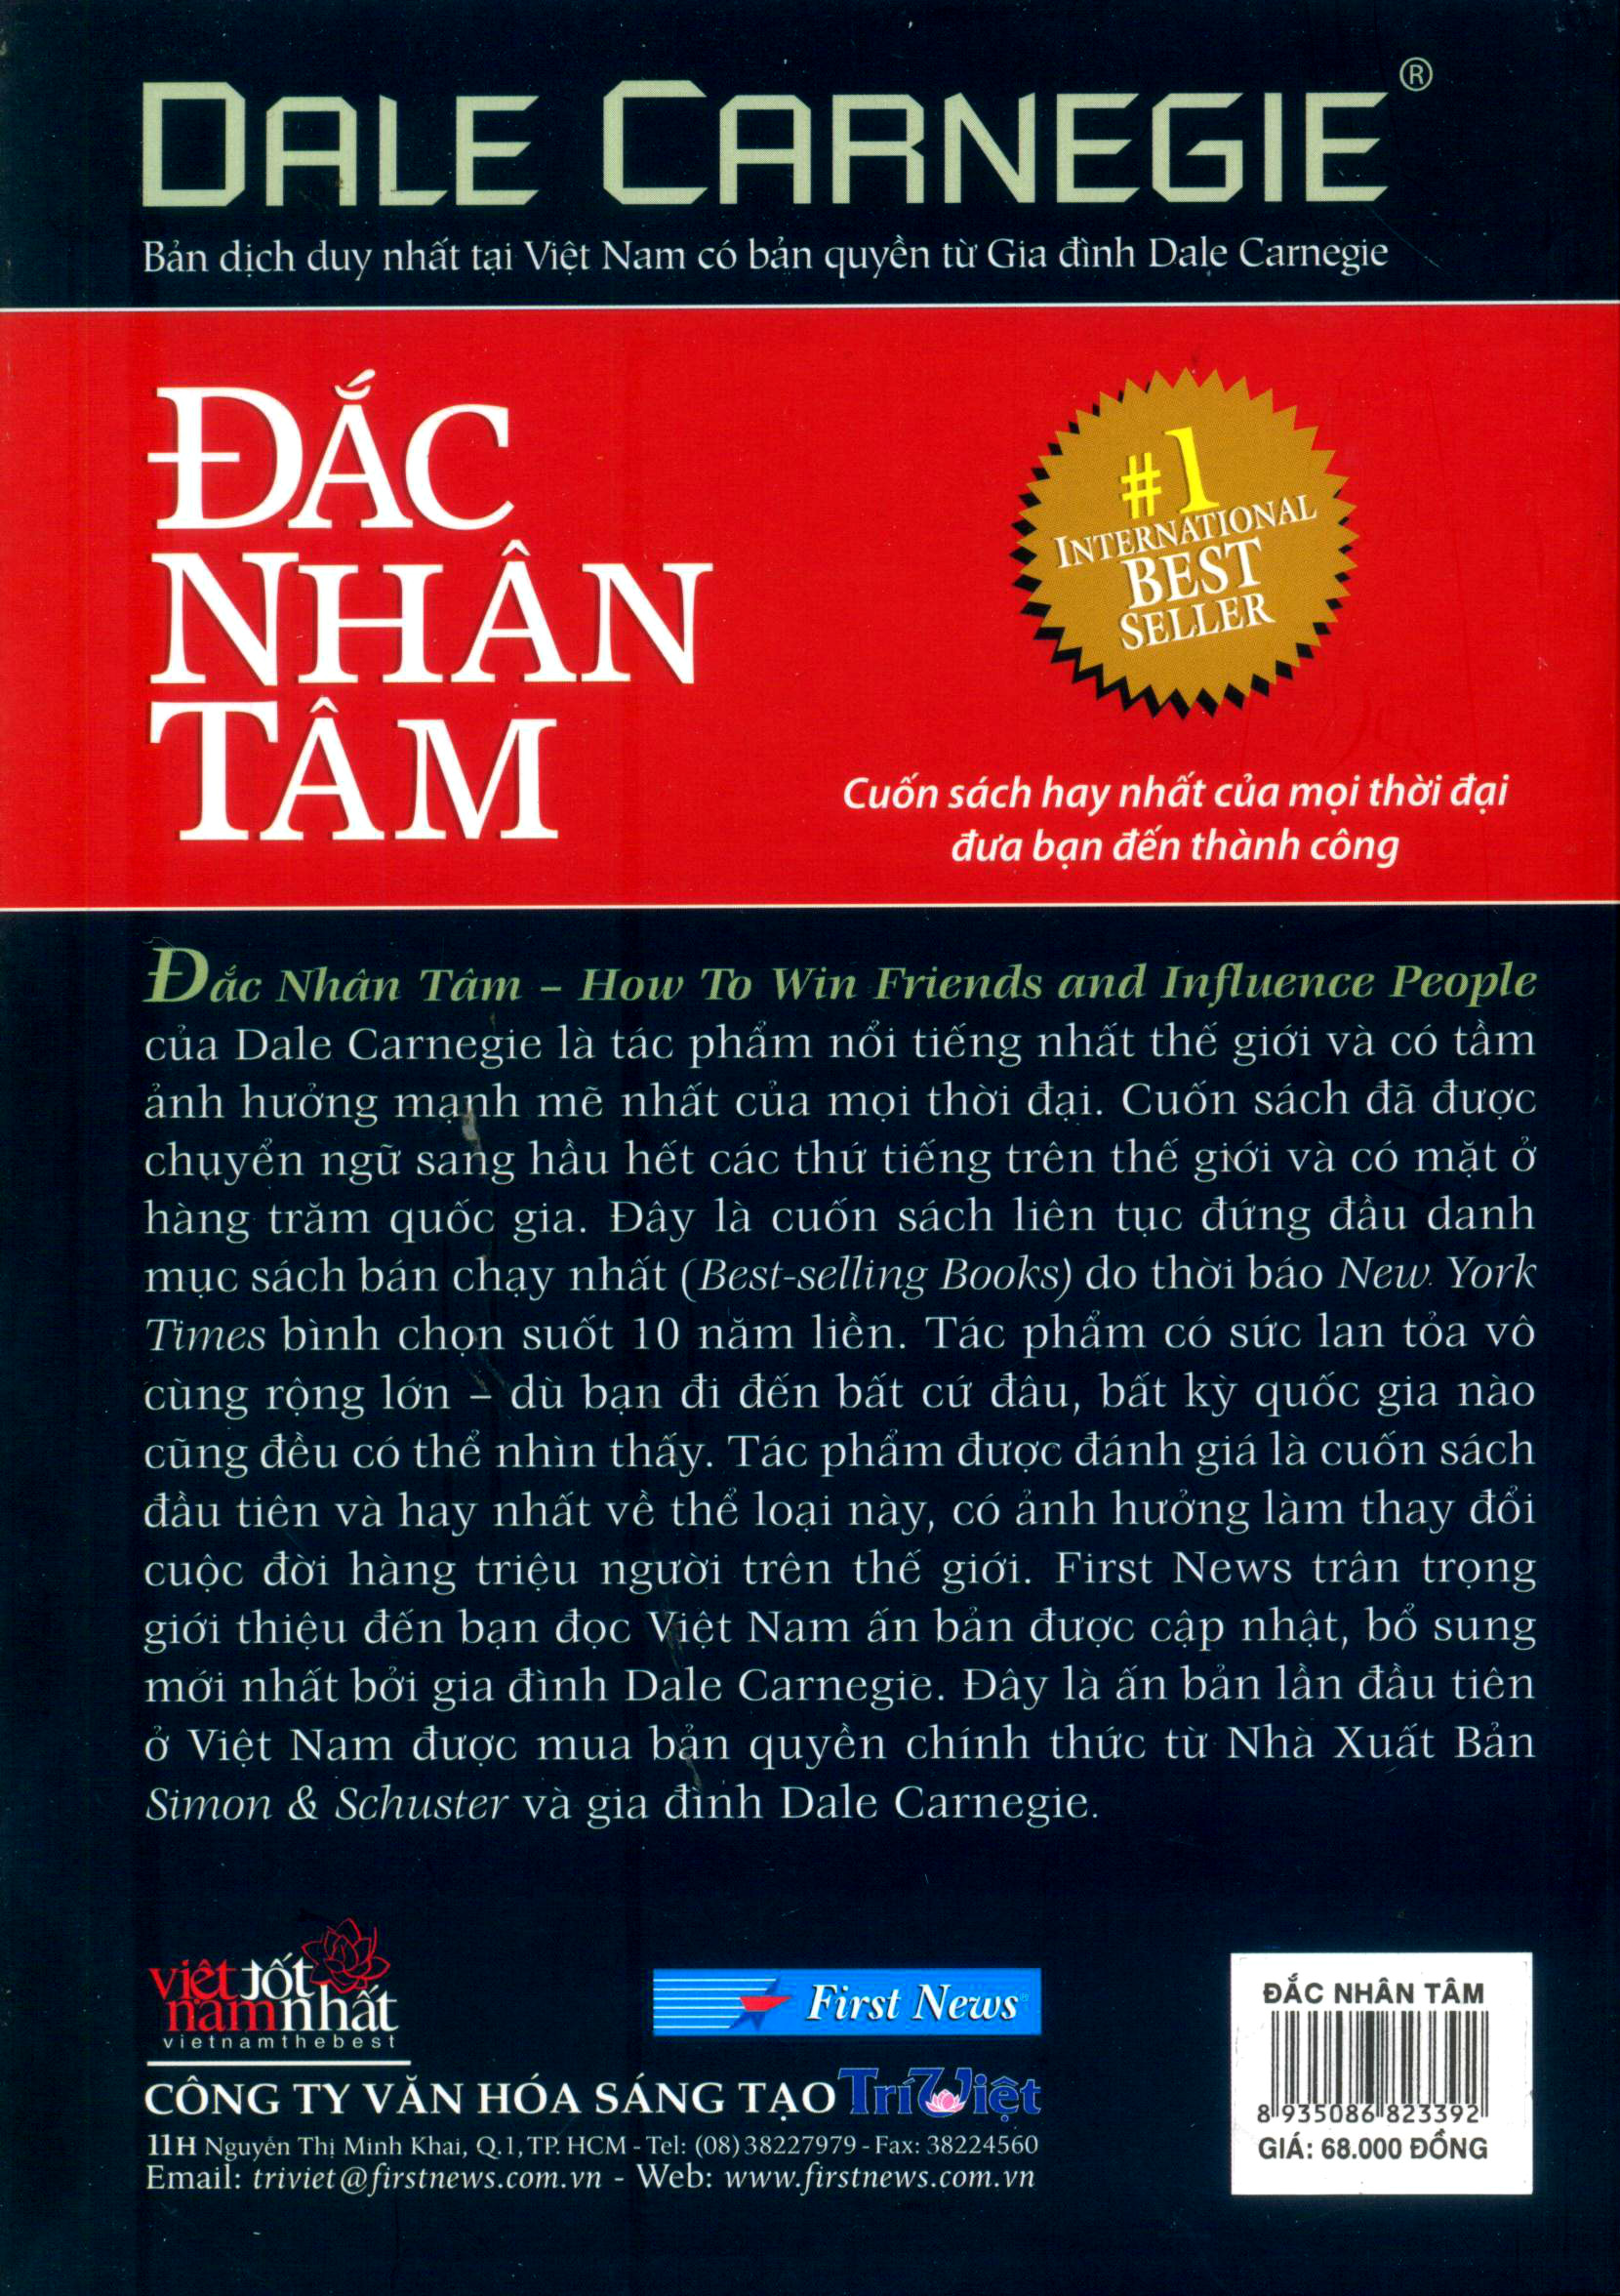 DALE CARNEGIE®
Bản dịch duy nhất tại Việt Nam có bản quyền từ Gia đình Dale Carnegie
ĐẮC
NHÂN
TÂM
#1
INTERNATIONAL
BEST
SELLER
Cuốn sách hay nhất của mọi thời đại
đưa bạn đến thành công
Đắc Nhân Tâm – How To Win Friends and Influence People
của Dale Carnegie là tác phẩm nổi tiếng nhất thế giới và có tầm
ảnh hưởng mạnh mẽ nhất của mọi thời đại. Cuốn sách đã được
chuyển ngữ sang hầu hết các thứ tiếng trên thế giới và có mặt ở
hàng trăm quốc gia. Đây là cuốn sách liên tục đứng đầu danh
mục sách bán chạy nhất (Best-selling Books) do thời báo New York
Times bình chọn suốt 10 năm liền. Tác phẩm có sức lan tỏa vô
cùng rộng lớn – dù bạn đi đến bất cứ đâu, bất kỳ quốc gia nào
cũng đều có thể nhìn thấy. Tác phẩm được đánh giá là cuốn sách
đầu tiên và hay nhất về thể loại này, có ảnh hưởng làm thay đổi
cuộc đời hàng triệu người trên thế giới. First News trân trọng
giới thiệu đến bạn đọc Việt Nam ấn bản được cập nhật, bổ sung
mới nhất bởi gia đình Dale Carnegie. Đây là ấn bản lần đầu tiên
ở Việt Nam được mua bản quyền chính thức từ Nhà Xuất Bản
Simon & Schuster và gia đình Dale Carnegie.
việt tốt
nam nhất
vietnamthebest
First News®
CÔNG TY VĂN HÓA SÁNG TẠO Trí Việt
11H Nguyễn Thị Minh Khai, Q.1, TP. HCM - Tel: (08) 38227979 - Fax: 38224560
Email: triviet@firstnews.com.vn - Web: www.firstnews.com.vn
ĐẮC NHÂN TÂM
8 935086 823392
GIÁ: 68.000 ĐỒNG